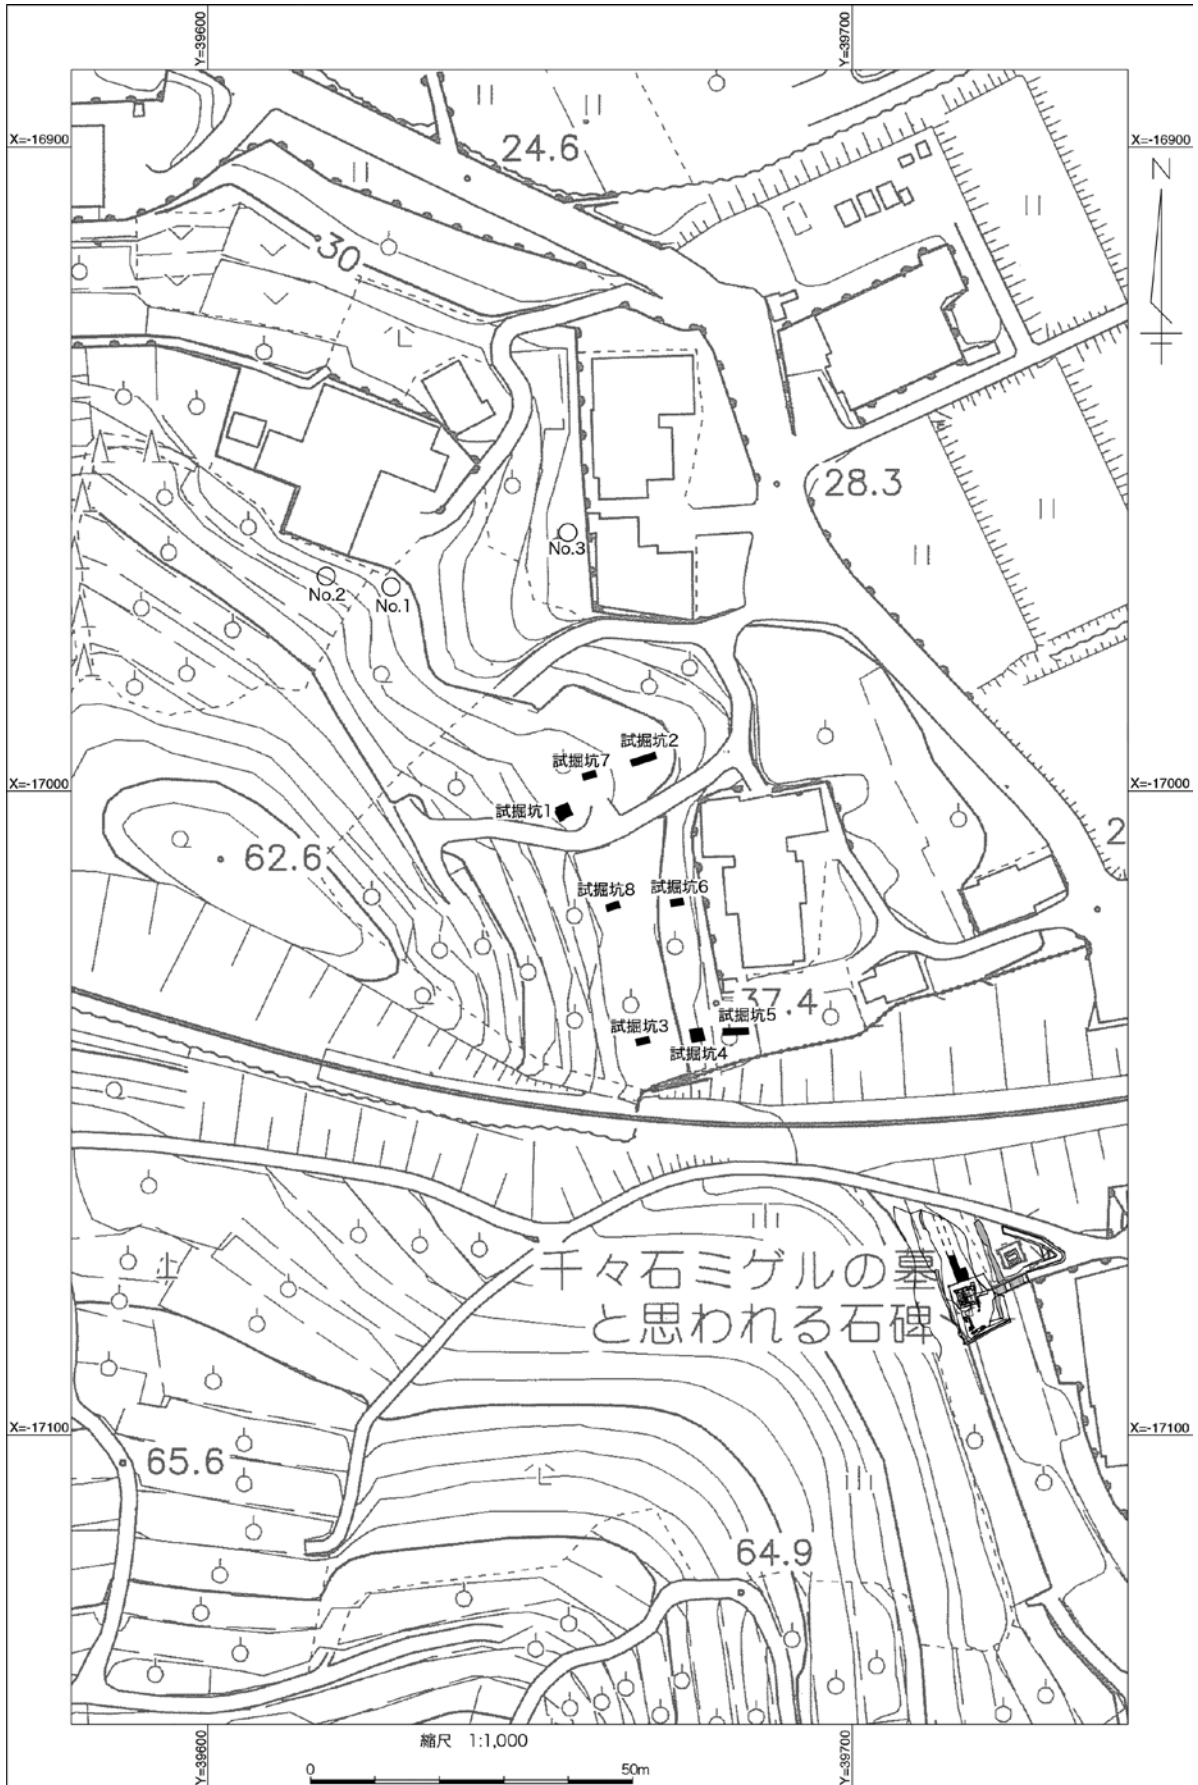 Y=39600
Y=39700
X=-16900
X=-16900
N
24.6
30
28.3
No.3
No.2
No.1
試掘坑2
試掘坑7
X=-17000
X=-17000
試掘坑1
2
62.6
試掘坑8
試掘坑6
37.4
試掘坑3
試掘坑5
試掘坑4
千々石ミゲルの墓
と思われる石碑
X=-17100
X=-17100
65.6
64.9
Y=39600
Y=39700
縮尺 1:1,000
0
50m